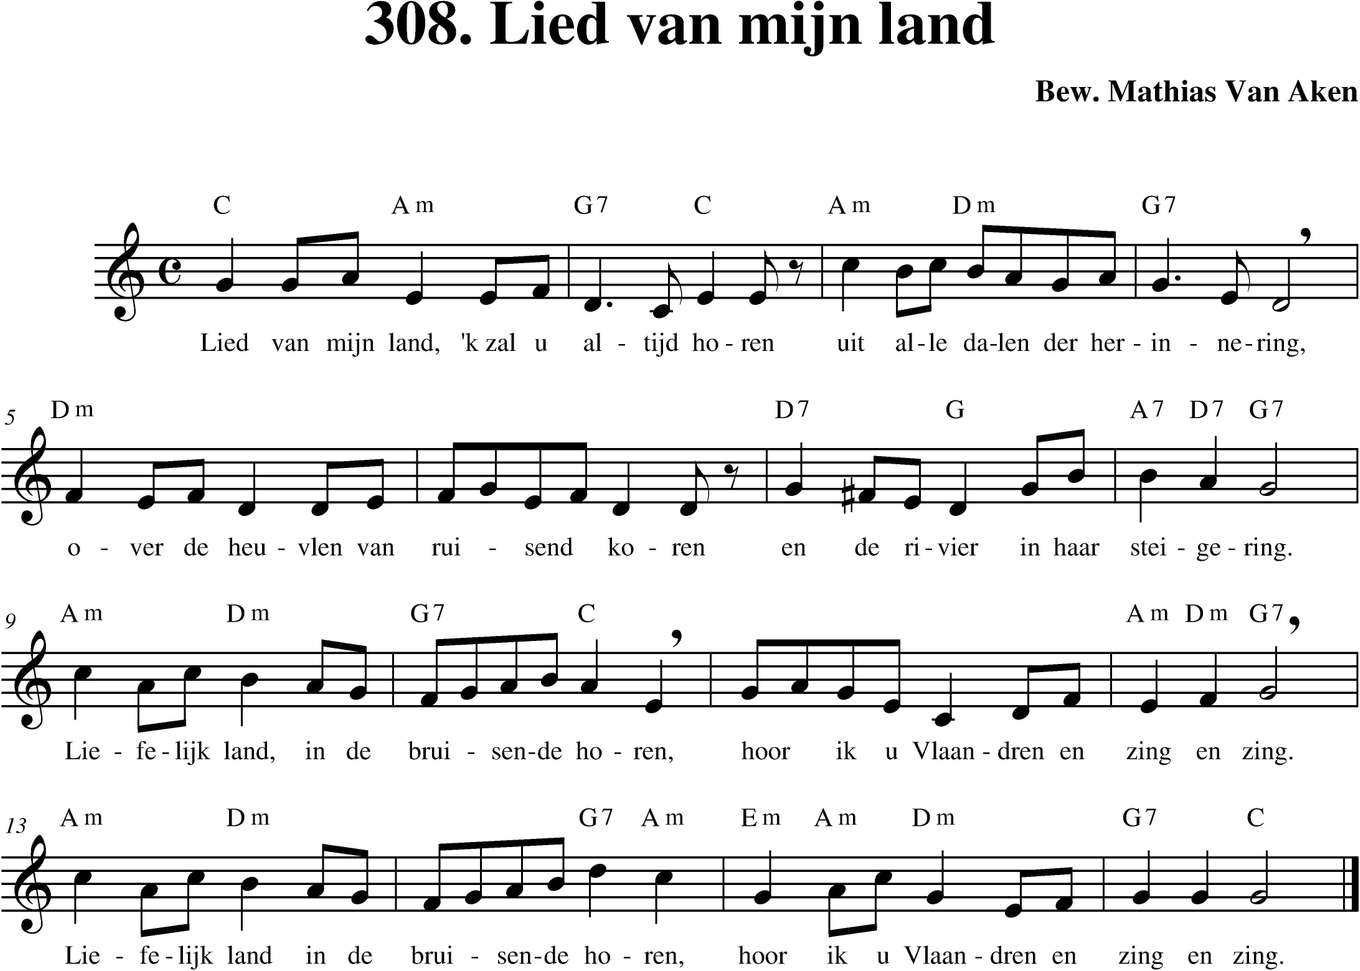 308. Lied van mijn land
Bew. Mathias Van Aken
C Am G7 C Am Dm G7
Lied van mijn land, 'k zal u al - tijd ho - ren uit al - le da - len der her - in - ne - ring,
5
Dm D7 G A7 D7 G7
o - ver de heu - vlen van rui - send ko - ren en de ri - vier in haar stei - ge - ring.
9
Am Dm G7 C Am Dm G7
Lie - fe - lijk land, in de brui - sen - de ho - ren, hoor ik u Vlaan - dren en zing en zing.
13
Am Dm G7 Am Em Am Dm G7 C
Lie - fe - lijk land in de brui - sen - de ho - ren, hoor ik u Vlaan - dren en zing en zing.